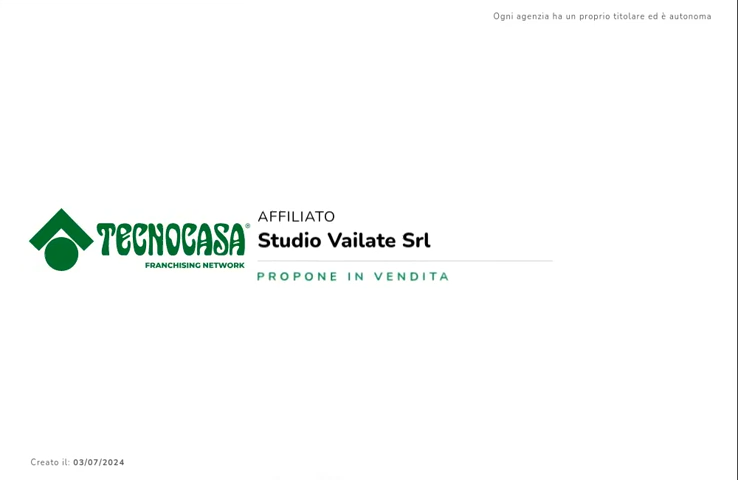 Ogni agenzia ha un proprio titolare ed è autonoma
AFFILIATO
TECNOCASA®
Studio Vailate Srl
FRANCHISING NETWORK
PROPONE IN VENDITA
Creato il: 03/07/2024